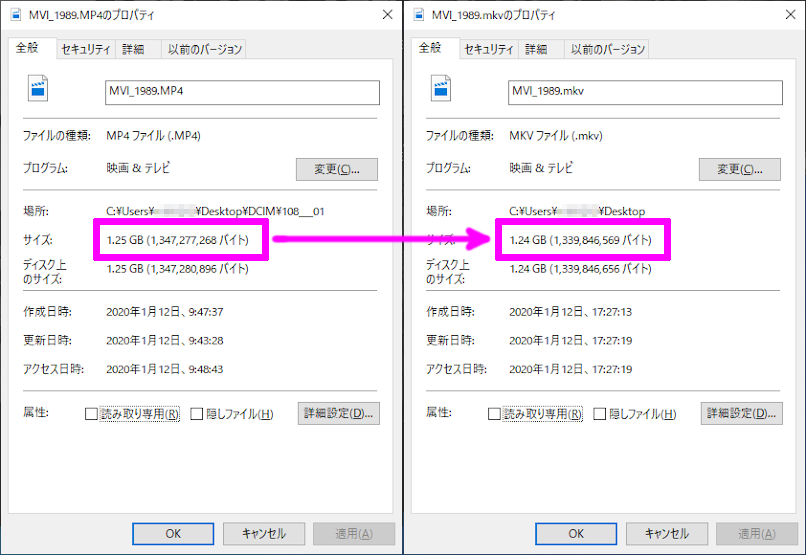 MVI_1989.MP4のプロパティ
全般 セキュリティ 詳細 以前のバージョン
MVI_1989.MP4
ファイルの種類: MP4 ファイル (.MP4)
プログラム: 映画 & テレビ 変更(C)...
場所: C:¥Users¥ ¥Desktop¥DCIM¥108___01
サイズ: 1.25 GB (1,347,277,268 バイト)
ディスク上
のサイズ: 1.25 GB (1,347,280,896 バイト)
作成日時: 2020年1月12日、9:47:37
更新日時: 2020年1月12日、9:43:28
アクセス日時: 2020年1月12日、9:48:43
属性: 読み取り専用(R) 隠しファイル(H) 詳細設定(D)...
OK キャンセル 適用(A)
MVI_1989.mkvのプロパティ
全般 セキュリティ 詳細 以前のバージョン
MVI_1989.mkv
ファイルの種類: MKV ファイル (.mkv)
プログラム: 映画 & テレビ 変更(C)...
場所: C:¥Users¥ ¥Desktop
サイズ: 1.24 GB (1,339,846,569 バイト)
ディスク上
のサイズ: 1.24 GB (1,339,846,656 バイト)
作成日時: 2020年1月12日、17:27:13
更新日時: 2020年1月12日、17:27:19
アクセス日時: 2020年1月12日、17:27:19
属性: 読み取り専用(R) 隠しファイル(H) 詳細設定(D)...
OK キャンセル 適用(A)